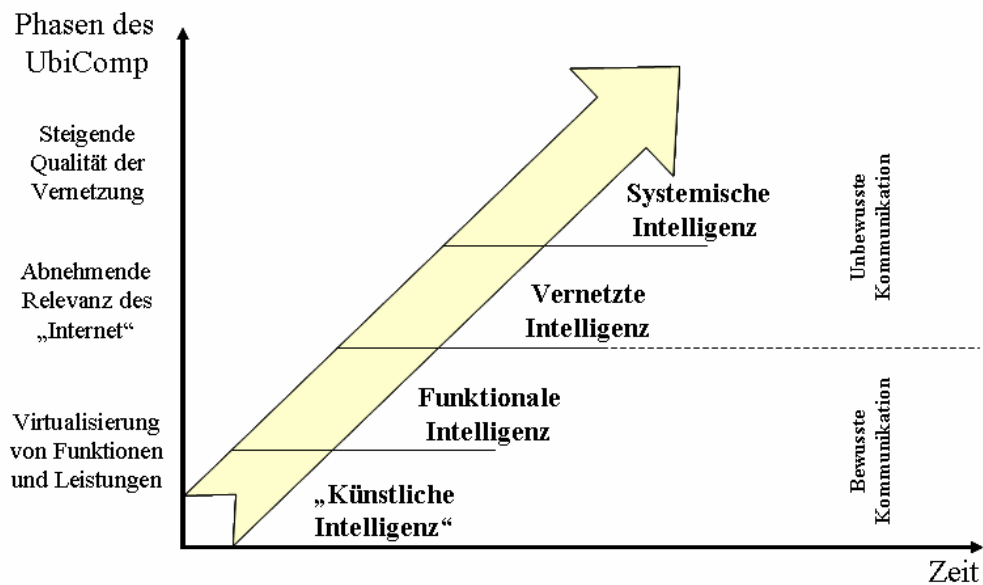 Phasen des
UbiComp
Steigende
Qualität der
Vernetzung
Abnehmende
Relevanz des
„Internet“
Virtualisierung
von Funktionen
und Leistungen
Systemische
Intelligenz
Vernetzte
Intelligenz
Funktionale
Intelligenz
„Künstliche
Intelligenz“
Unbewusste
Kommunikation
Bewusste
Kommunikation
Zeit